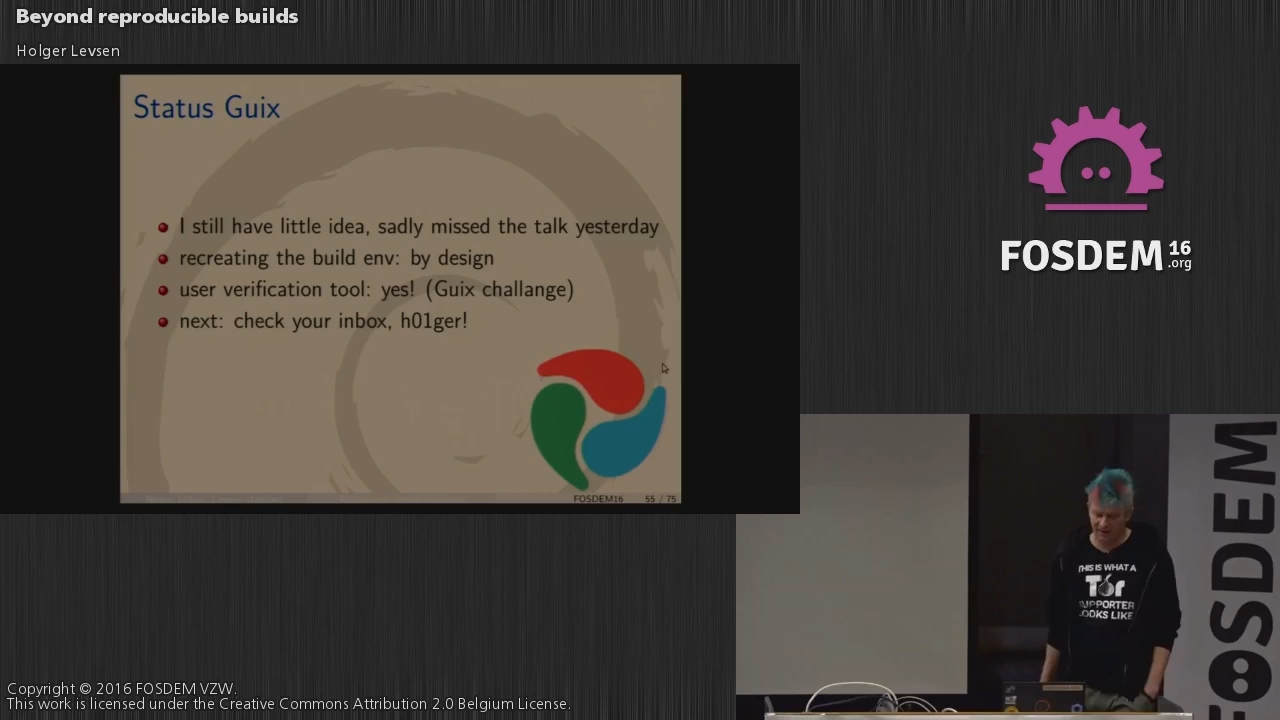 Beyond reproducible builds
Holger Levsen
Status Guix
I still have little idea, sadly missed the talk yesterday
recreating the build env: by design
user verification tool: yes! (Guix challange)
next: check your inbox, h01ger!
FOSDEM16 55 / 75
FOSDEM 16
.org
THIS IS WHAT A
Tor
SUPPORTER
LOOKS LIKE
FOSDEM
Copyright © 2016 FOSDEM VZW.
This work is licensed under the Creative Commons Attribution 2.0 Belgium License.